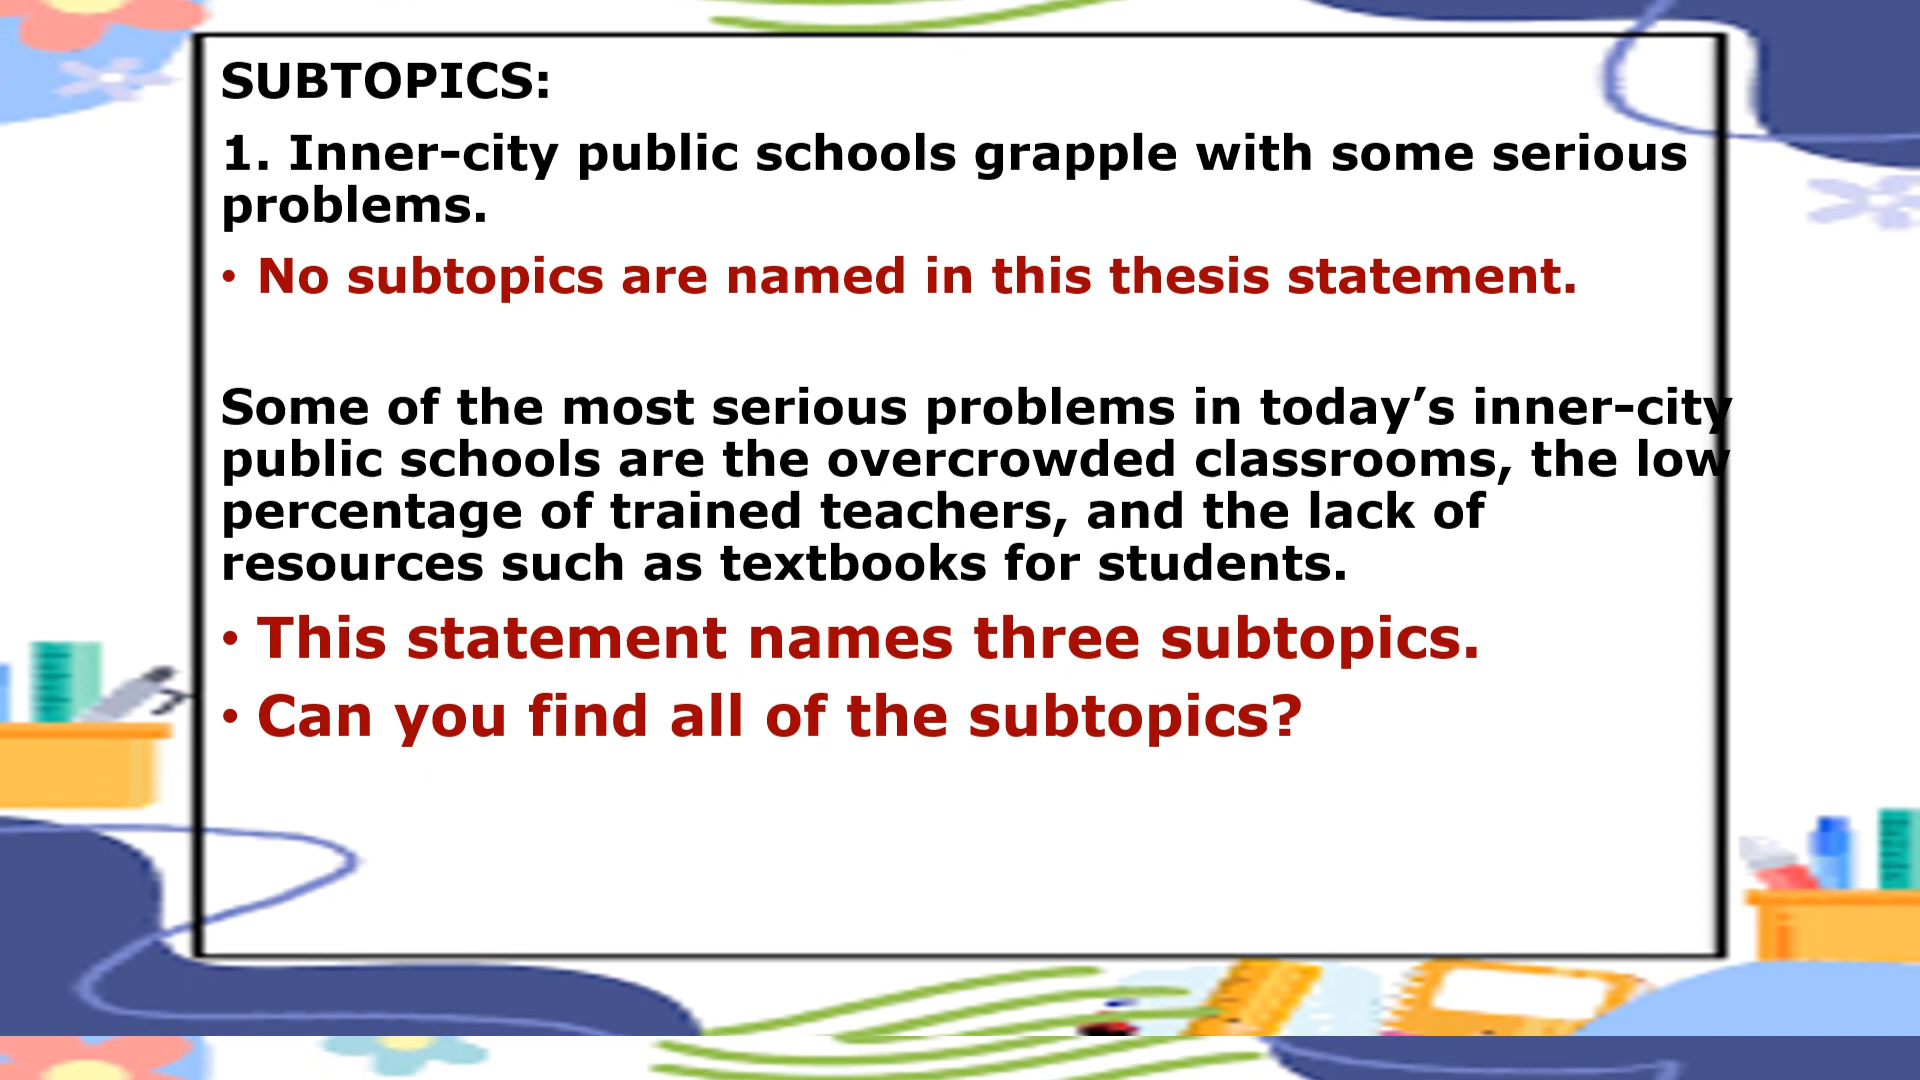 SUBTOPICS:
1. Inner-city public schools grapple with some serious
problems.
• No subtopics are named in this thesis statement.
Some of the most serious problems in today’s inner-city
public schools are the overcrowded classrooms, the low
percentage of trained teachers, and the lack of
resources such as textbooks for students.
• This statement names three subtopics.
• Can you find all of the subtopics?